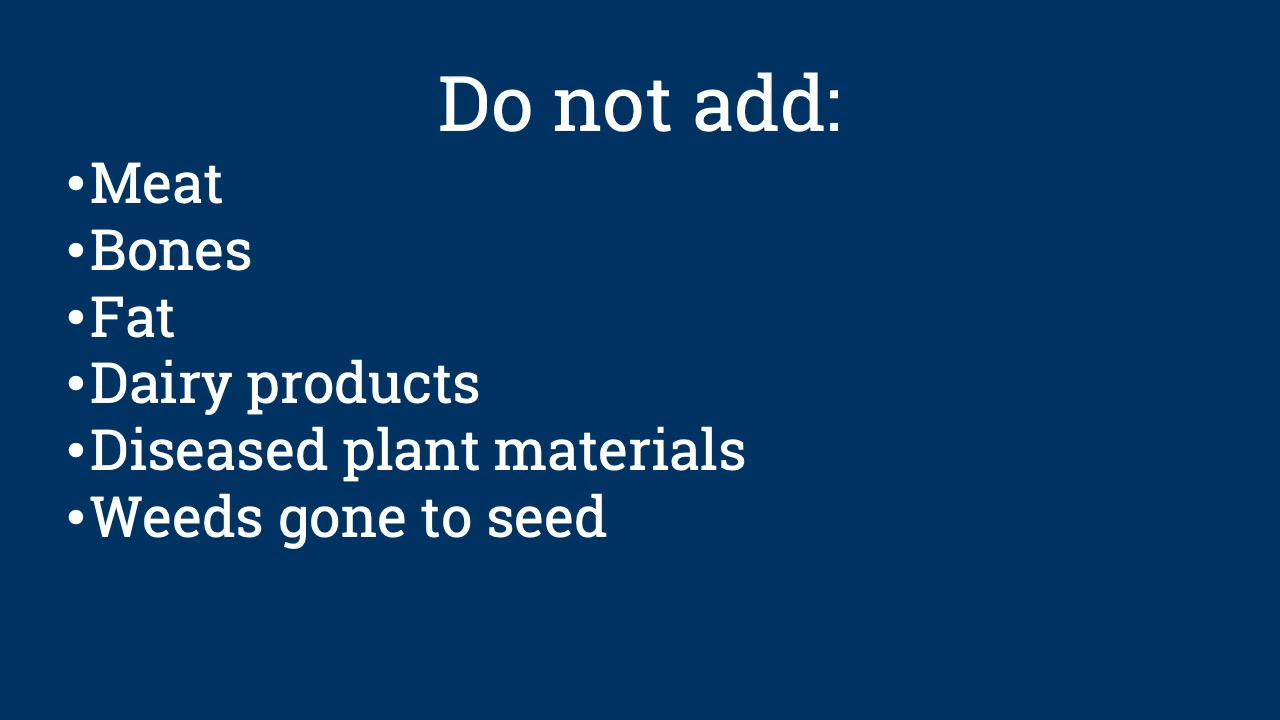 Do not add:
•Meat
•Bones
•Fat
•Dairy products
•Diseased plant materials
•Weeds gone to seed